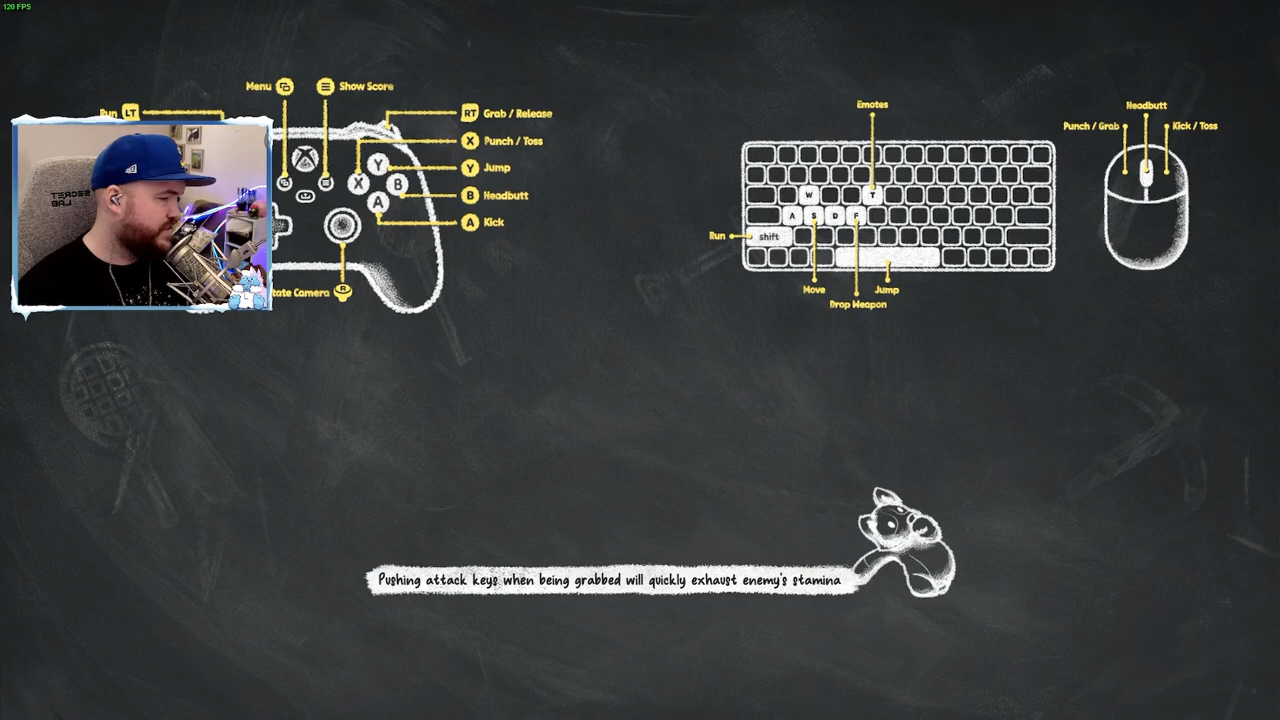 120 FPS
Menu
Show Score
Run LT
RT Grab / Release
X Punch / Toss
Y Jump
B Headbutt
A Kick
X
Y
B
A
tate Camera R
SECRET
LAB
Emotes
W
Y
A S D F
Run
shift
Move
Jump
Drop Weapon
Headbutt
Punch / Grab
Kick / Toss
Pushing attack keys when being grabbed will quickly exhaust enemy's stamina